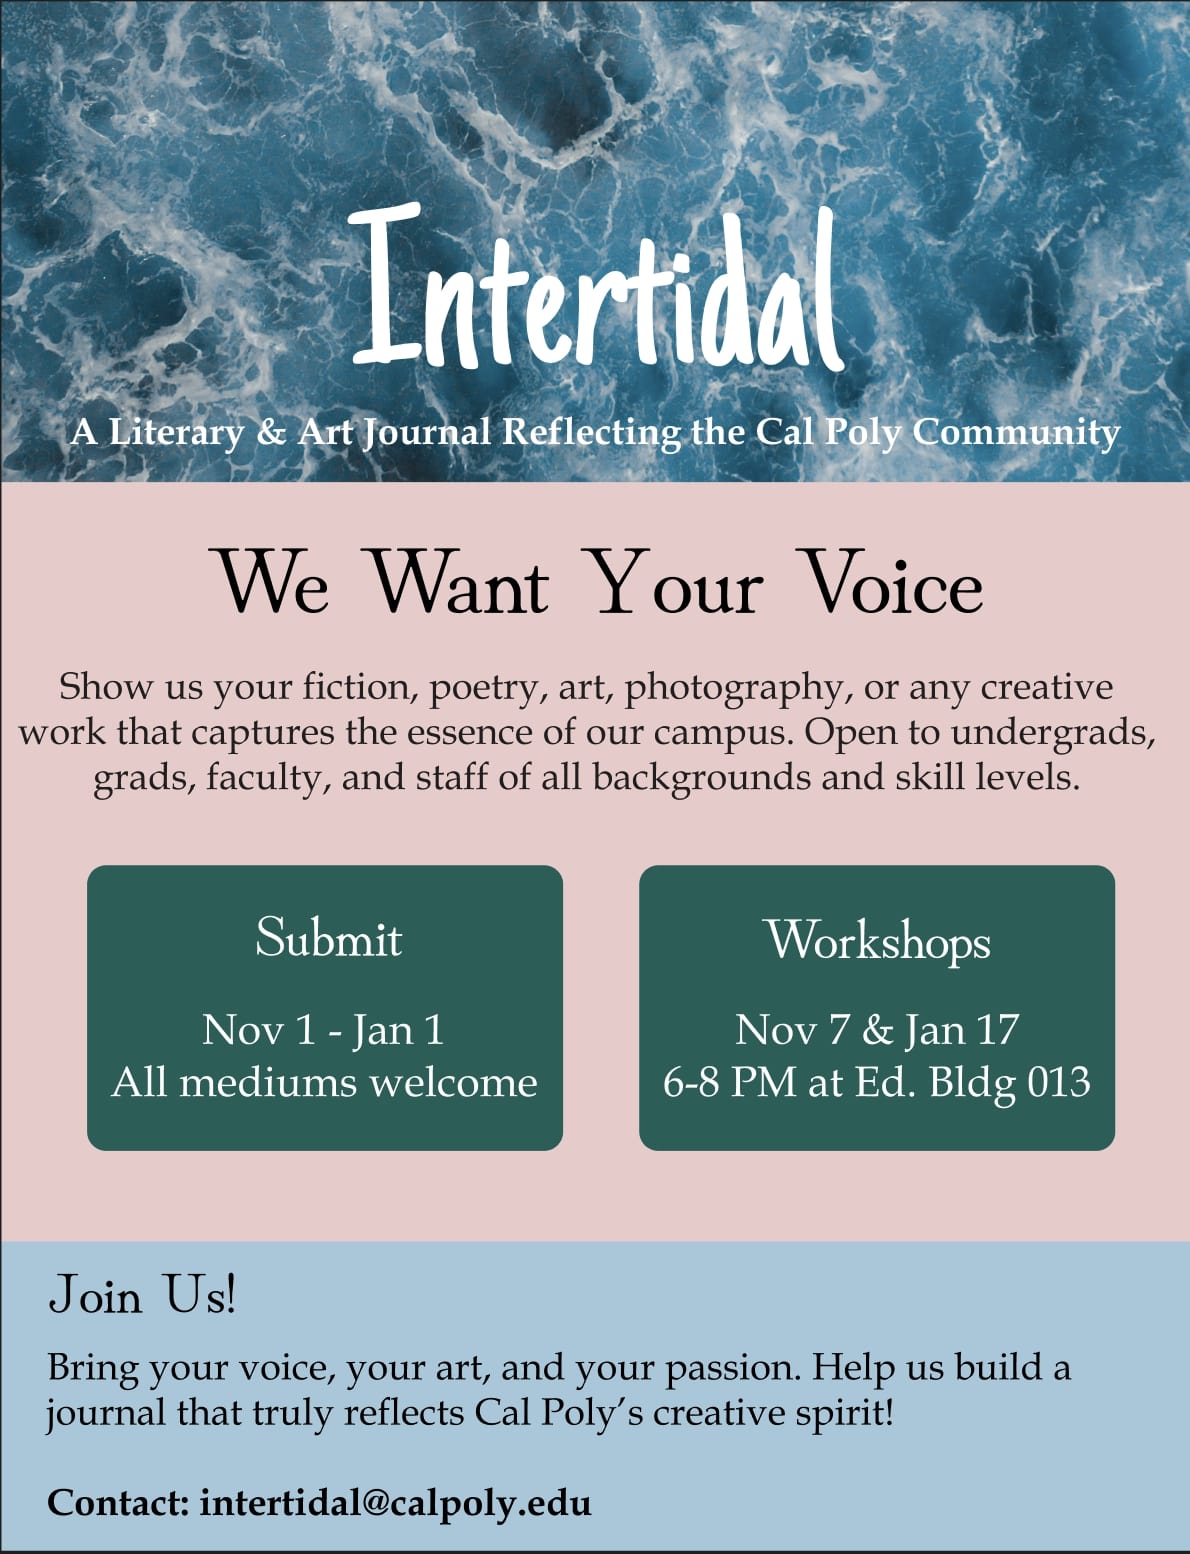 Intertidal
A Literary & Art Journal Reflecting the Cal Poly Community
We Want Your Voice
Show us your fiction, poetry, art, photography, or any creative
work that captures the essence of our campus. Open to undergrads,
grads, faculty, and staff of all backgrounds and skill levels.
Submit
Nov 1 - Jan 1
All mediums welcome
Workshops
Nov 7 & Jan 17
6-8 PM at Ed. Bldg 013
Join Us!
Bring your voice, your art, and your passion. Help us build a
journal that truly reflects Cal Poly’s creative spirit!
Contact: intertidal@calpoly.edu